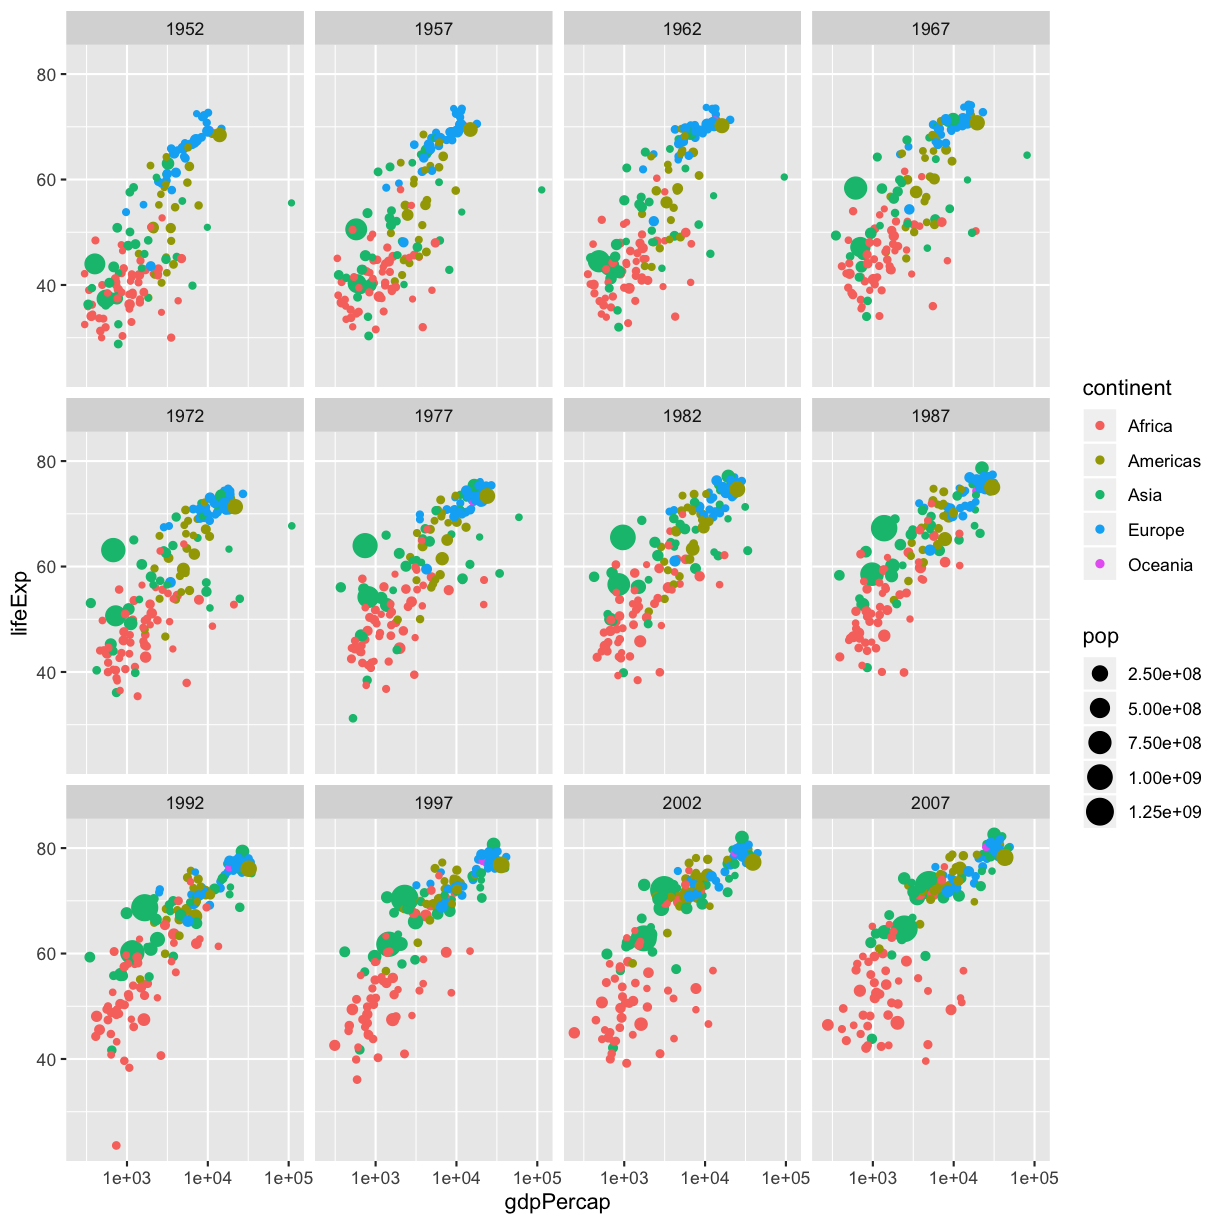 1952 1957 1962 1967
80
60
40
1972 1977 1982 1987
80
60
40
1992 1997 2002 2007
80
60
40
1e+03 1e+04 1e+05 1e+03 1e+04 1e+05 1e+03 1e+04 1e+05 1e+03 1e+04 1e+05
gdpPercap
lifeExp
continent
Africa
Americas
Asia
Europe
Oceania
pop
2.50e+08
5.00e+08
7.50e+08
1.00e+09
1.25e+09